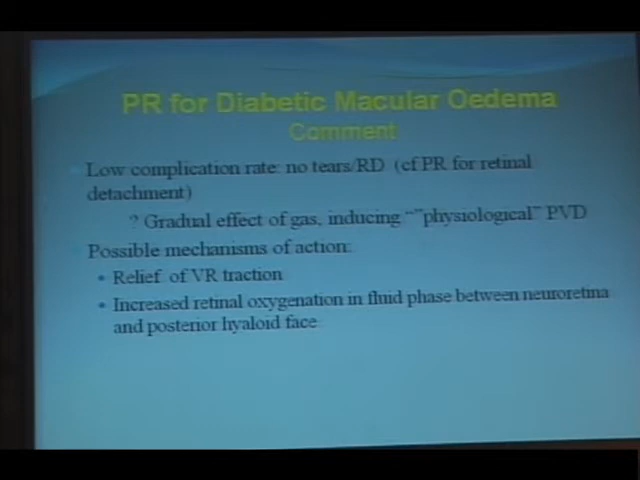 PR for Diabetic Macular Oedema
Comment
Low complication rate: no tears/RD (cf PR for retinal
detachment)
? Gradual effect of gas, inducing “”physiological” PVD
Possible mechanisms of action:
• Relief of VR traction
• Increased retinal oxygenation in fluid phase between neuroretina
and posterior hyaloid face